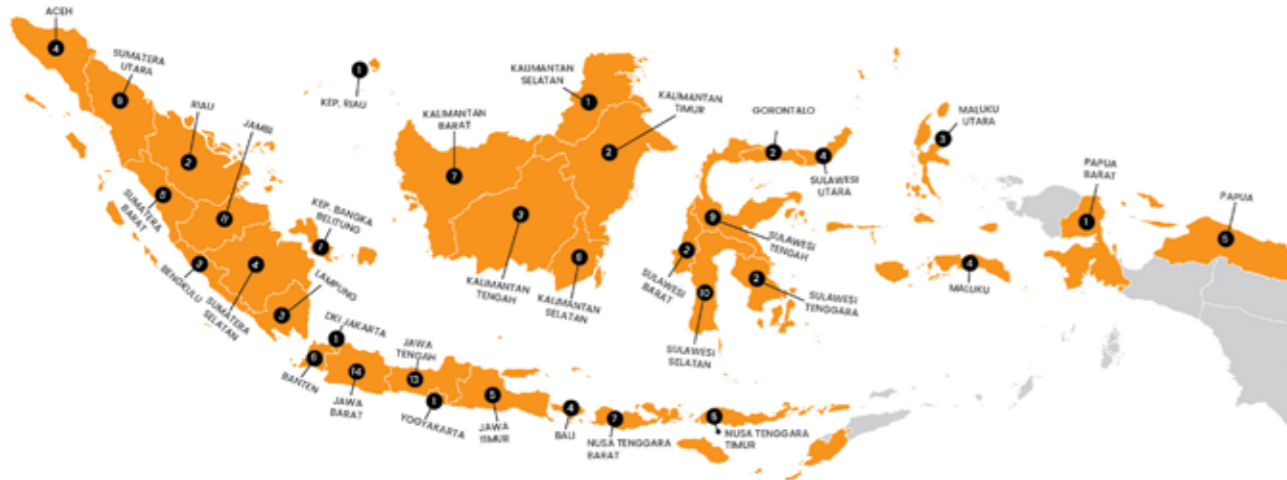 ACEH
4
SUMATERA
UTARA
9
RIAU
2
JAMBI
11
SUMATERA
BARAT
5
BENGKULU
3
SUMATERA
SELATAN
4
LAMPUNG
3
KEP. BANGKA
BELITUNG
1
KEP. RIAU
1
DKI JAKARTA
1
BANTEN
6
JAWA
BARAT
14
JAWA
TENGAH
13
YOGYAKARTA
1
JAWA
TIMUR
5
BALI
4
NUSA TENGGARA
BARAT
7
NUSA TENGGARA
TIMUR
KALIMANTAN
BARAT
7
KALIMANTAN
TENGAH
3
KALIMANTAN
SELATAN
6
KALIMANTAN
SELATAN
1
KALIMANTAN
TIMUR
2
GORONTALO
2
SULAWESI
UTARA
4
SULAWESI
TENGAH
9
SULAWESI
BARAT
2
SULAWESI
SELATAN
10
SULAWESI
TENGGARA
2
MALUKU
UTARA
3
MALUKU
4
PAPUA
BARAT
1
PAPUA
5